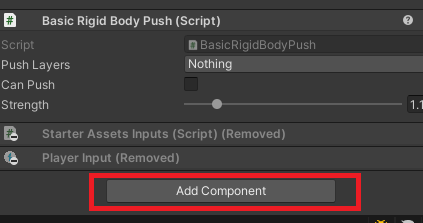 Basic Rigid Body Push (Script)
Script BasicRigidBodyPush
Push Layers Nothing
Can Push
Strength 1.1
Starter Assets Inputs (Script) (Removed)
Player Input (Removed)
Add Component